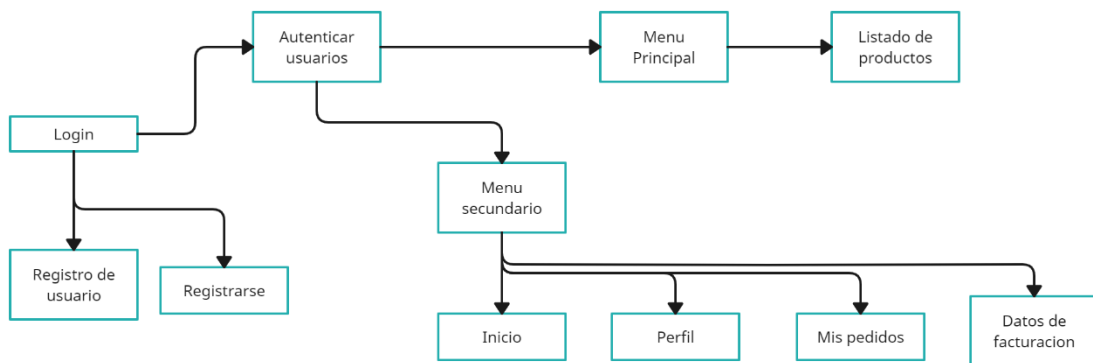 Autenticar
usuarios
Menu
Principal
Listado de
productos
Login
Menu
secundario
Registro de
usuario
Registrarse
Inicio
Perfil
Mis pedidos
Datos de
facturacion